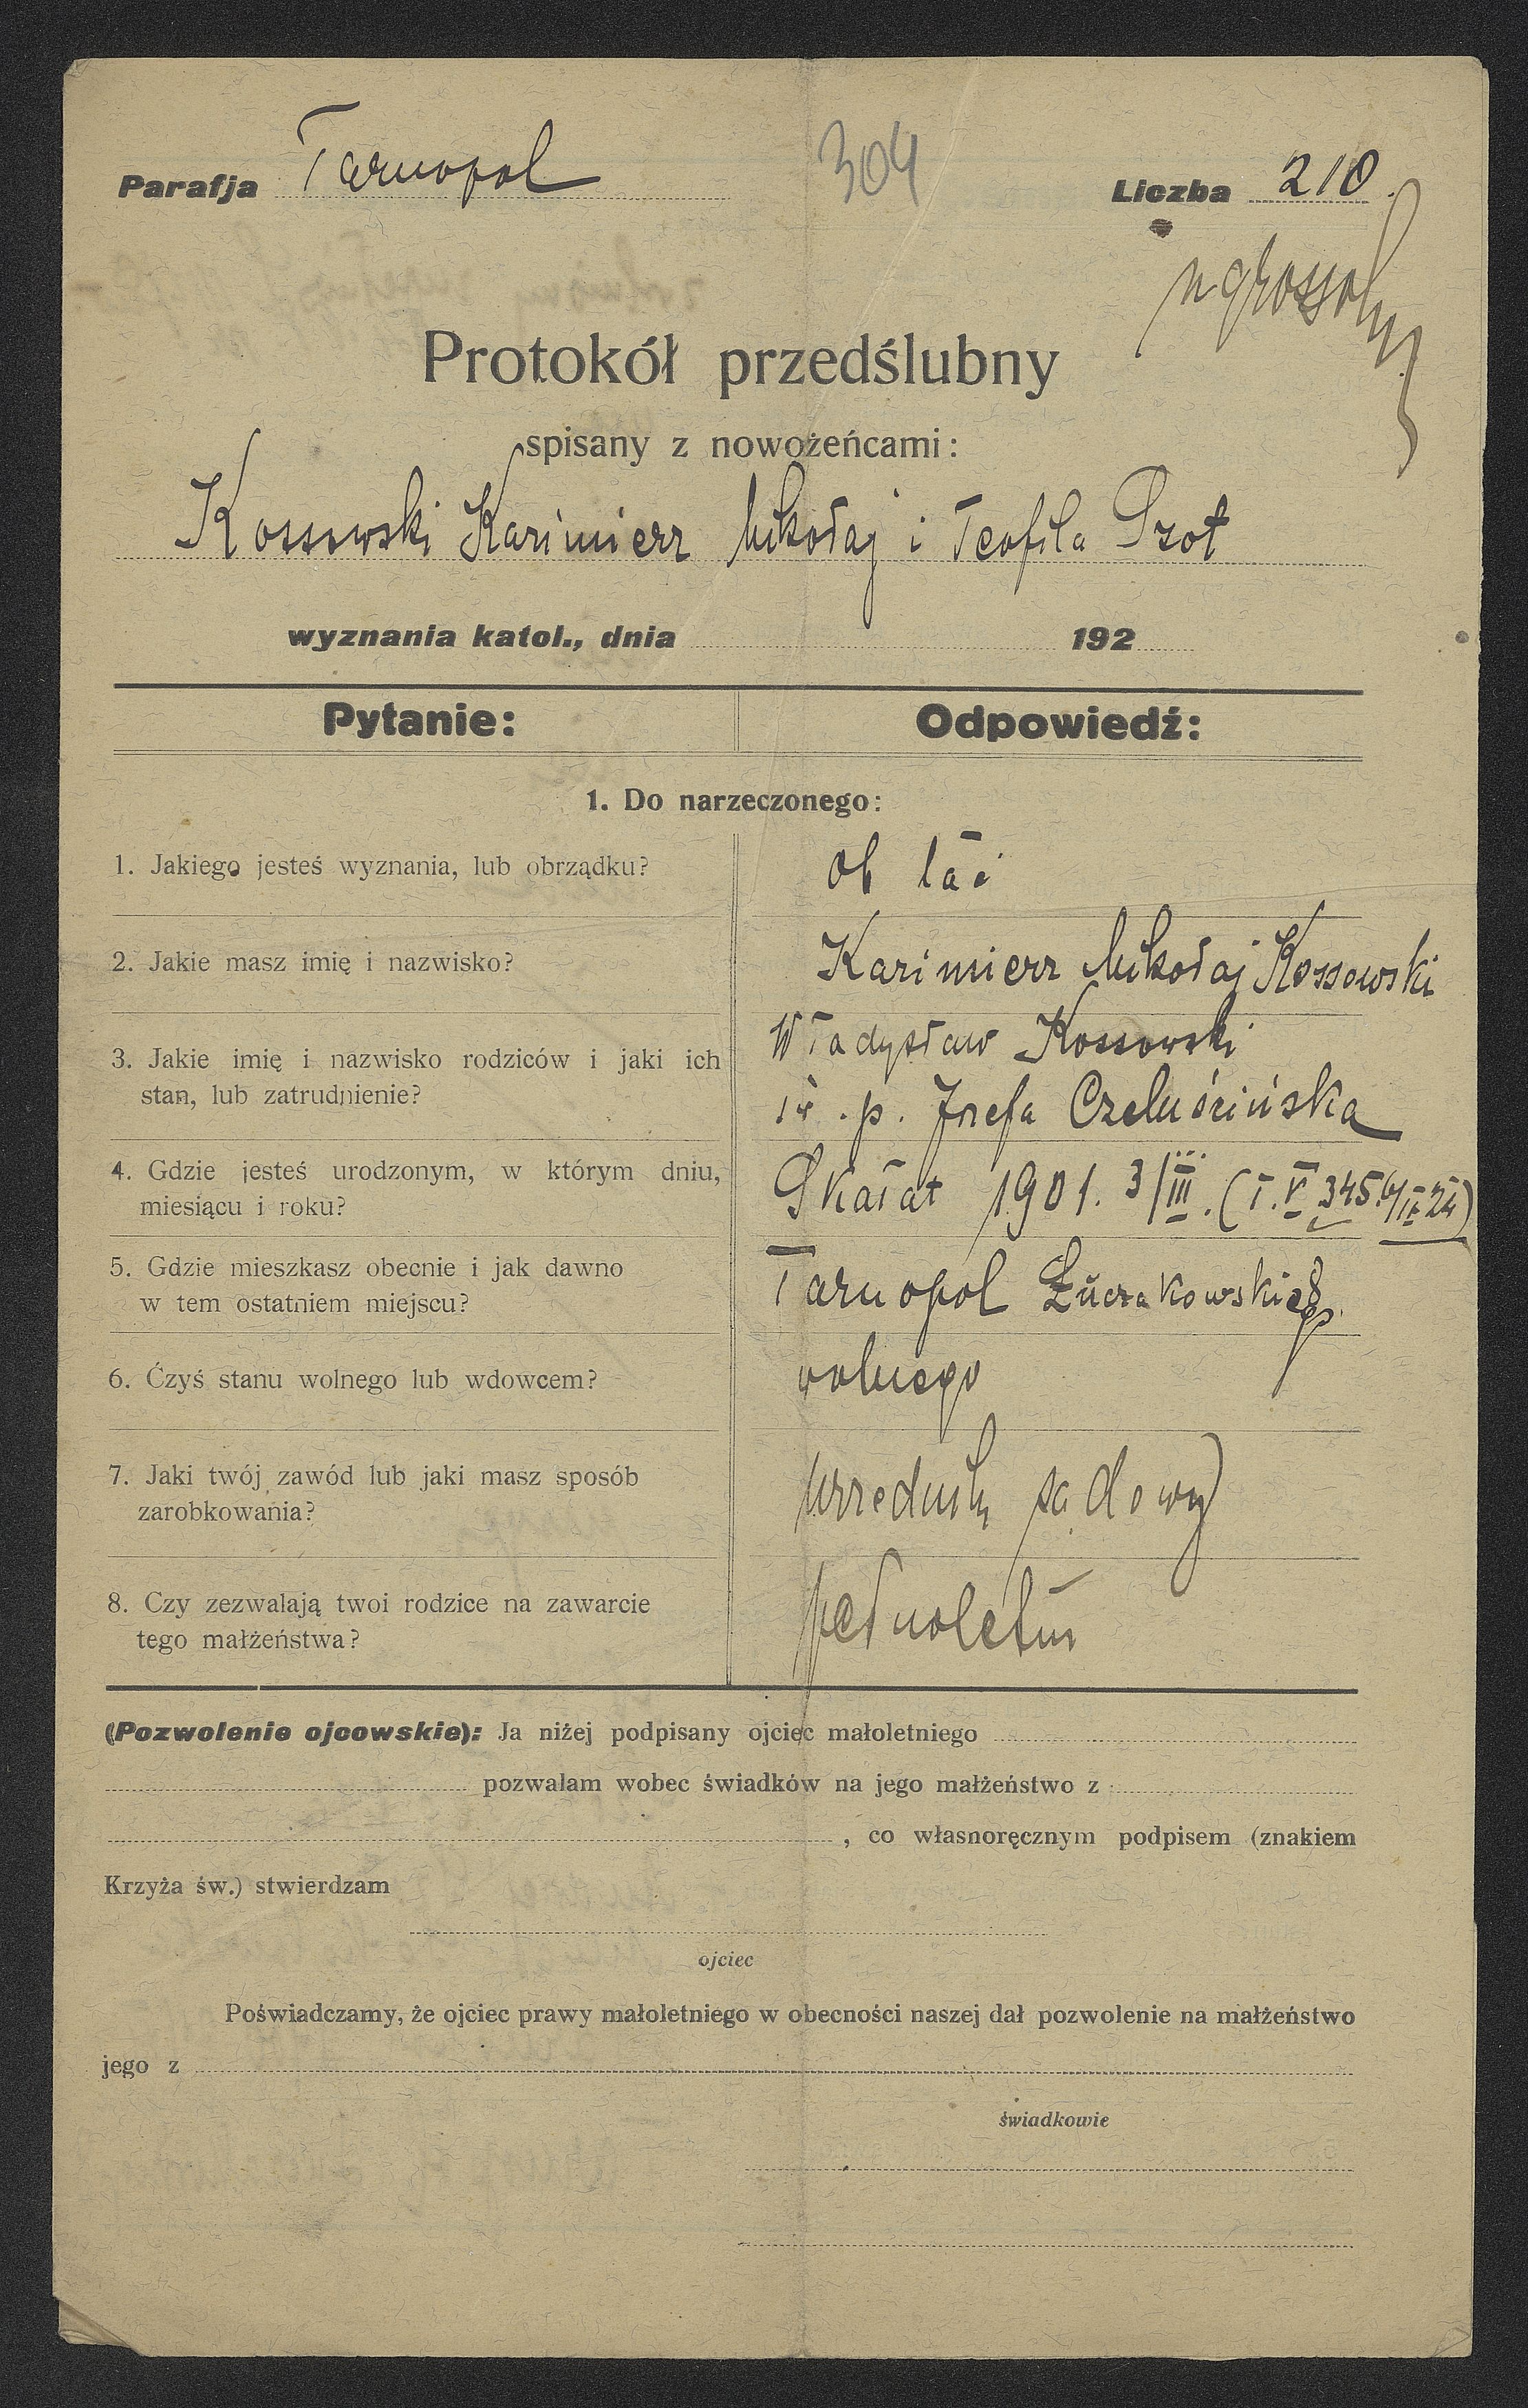 Parafja Tarnopol 304 Liczba 210.
Protokół przedślubny
spisany z nowożeńcami:
Kossowski Kazimierz Mikołaj i Teofila Szot
wyznania katol., dnia 192
Pytanie: Odpowiedź:
1. Do narzeczonego:
1. Jakiego jesteś wyznania, lub obrządku? ob łać
2. Jakie masz imię i nazwisko? Kazimierz Mikołaj Kossowski
3. Jakie imię i nazwisko rodziców i jaki ich Władysław Kossowski
stan, lub zatrudnienie? ś. p. Józefa Czeluścińska
4. Gdzie jesteś urodzonym, w którym dniu, Skałat 1901. 3/III. (T. V. 345.
miesiącu i roku?
5. Gdzie mieszkasz obecnie i jak dawno Tarnopol
w tem ostatniem miejscu?
6. Czyś stanu wolnego lub wdowcem? wolnego
7. Jaki twój zawód lub jaki masz sposób urzednik sądowy
zarobkowania?
8. Czy zezwalają twoi rodzice na zawarcie pełnoletni
tego małżeństwa?
(Pozwolenie ojcowskie): Ja niżej podpisany ojciec małoletniego
pozwalam wobec świadków na jego małżeństwo z
, co własnoręcznym podpisem (znakiem
Krzyża św.) stwierdzam
ojciec
Poświadczamy, że ojciec prawy małoletniego w obecności naszej dał pozwolenie na małżeństwo
jego z
świadkowie